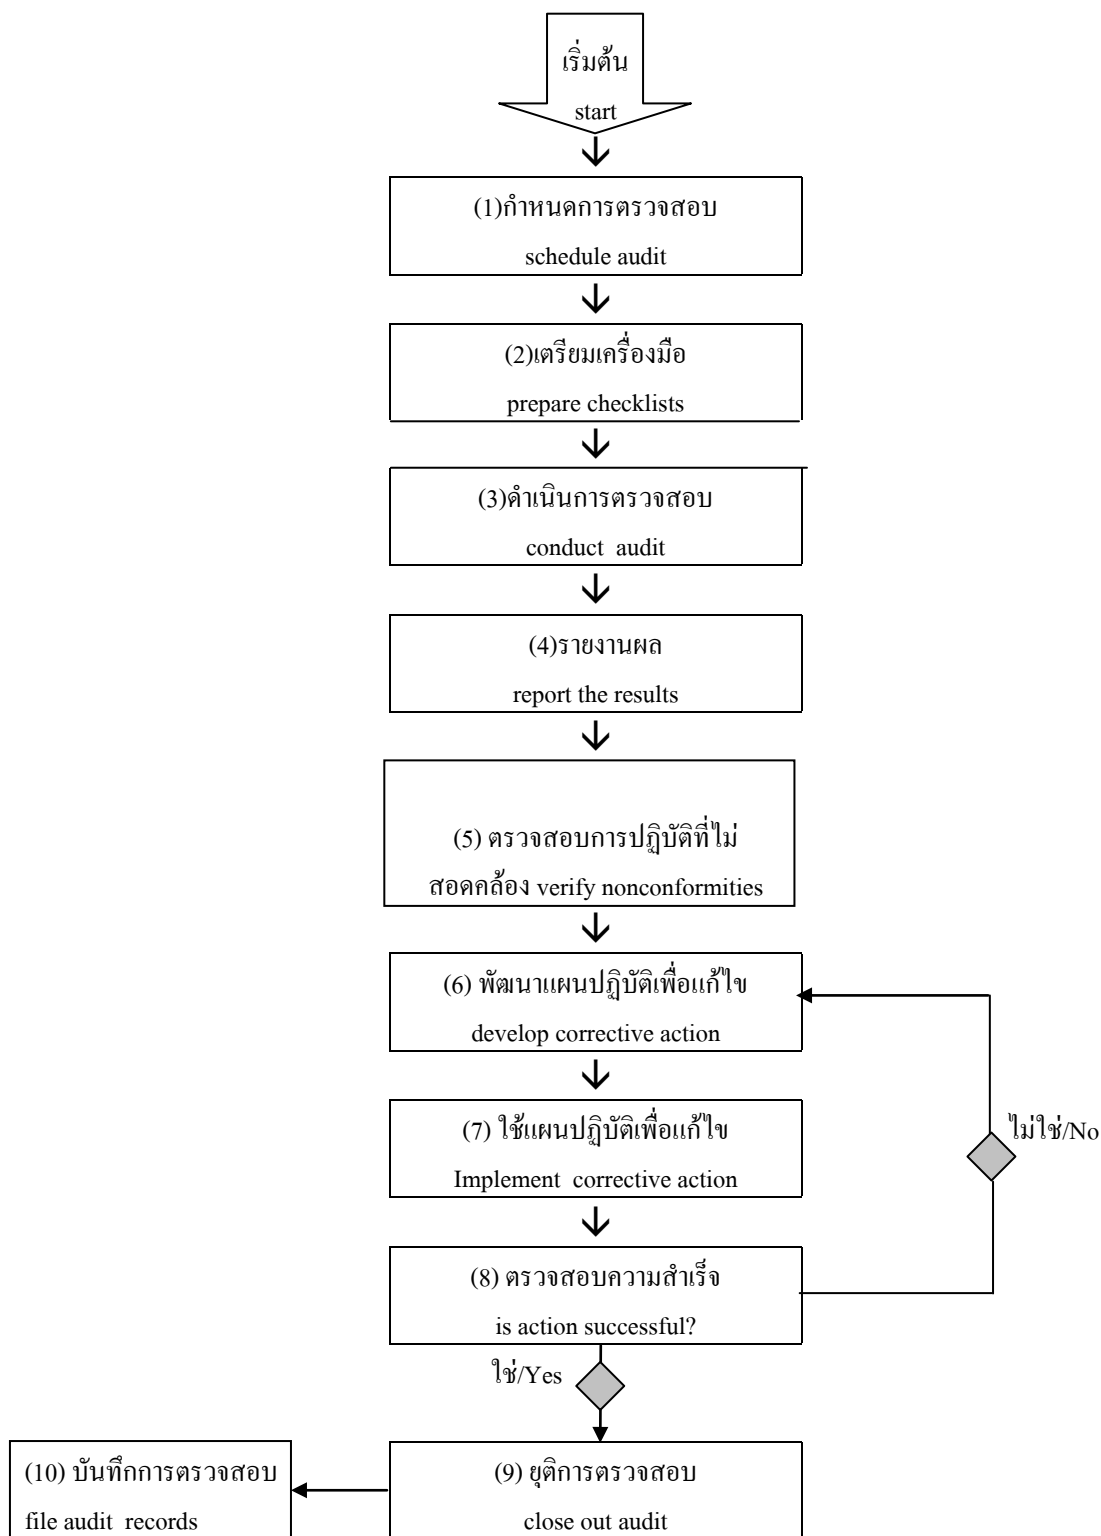 เริ่มต้น
start
(1)กำหนดการตรวจสอบ
schedule audit
(2)เตรียมเครื่องมือ
prepare checklists
(3)ดำเนินการตรวจสอบ
conduct audit
(4)รายงานผล
report the results
(5) ตรวจสอบการปฏิบัติที่ไม่
สอดคล้อง verify nonconformities
(6) พัฒนาแผนปฏิบัติเพื่อแก้ไข
develop corrective action
(7) ใช้แผนปฏิบัติเพื่อแก้ไข
Implement corrective action
ไม่ใช่/No
(8) ตรวจสอบความสำเร็จ
is action successful?
ใช่/Yes
(9) ยุติการตรวจสอบ
close out audit
(10) บันทึกการตรวจสอบ
file audit records